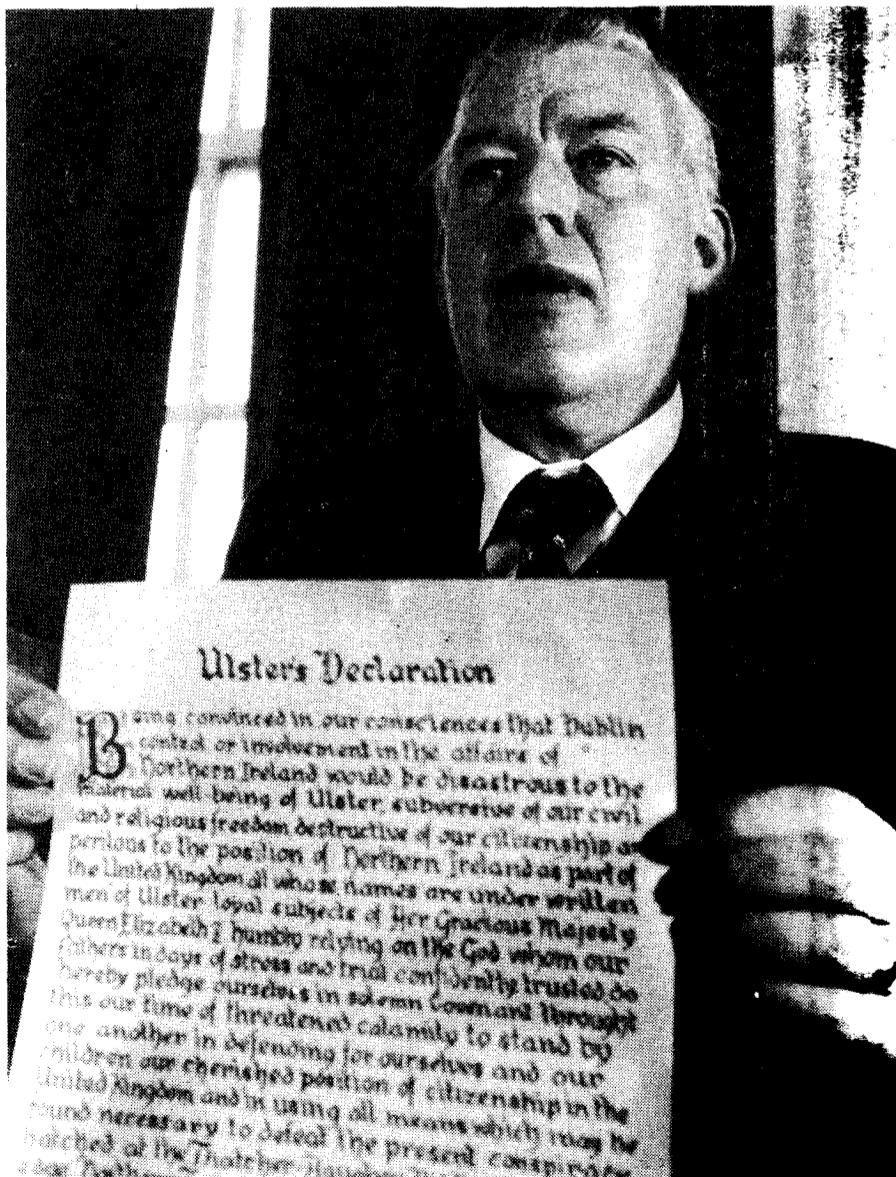 Ulster's Declaration
Being convinced in our consciences that Dublin
control or involvement in the affairs of
Northern Ireland would be disastrous to the
material well-being of Ulster, subversive of our civil
and religious freedom destructive of our citizenship as
perilous to the position of Northern Ireland as part of
the United Kingdom all whose names are under written
men of Ulster loyal subjects of Her Gracious Majesty
Queen Elizabeth humbly relying on the God whom our
fathers in days of stress and trial confidently trusted do
hereby pledge ourselves in solemn Covenant throught
this our time of threatened calamity to stand by
one another in defending for ourselves and our
children our cherished position of citizenship in the
United Kingdom and in using all means which may be
found necessary to defeat the present conspiracy
hatched at the Thatcher